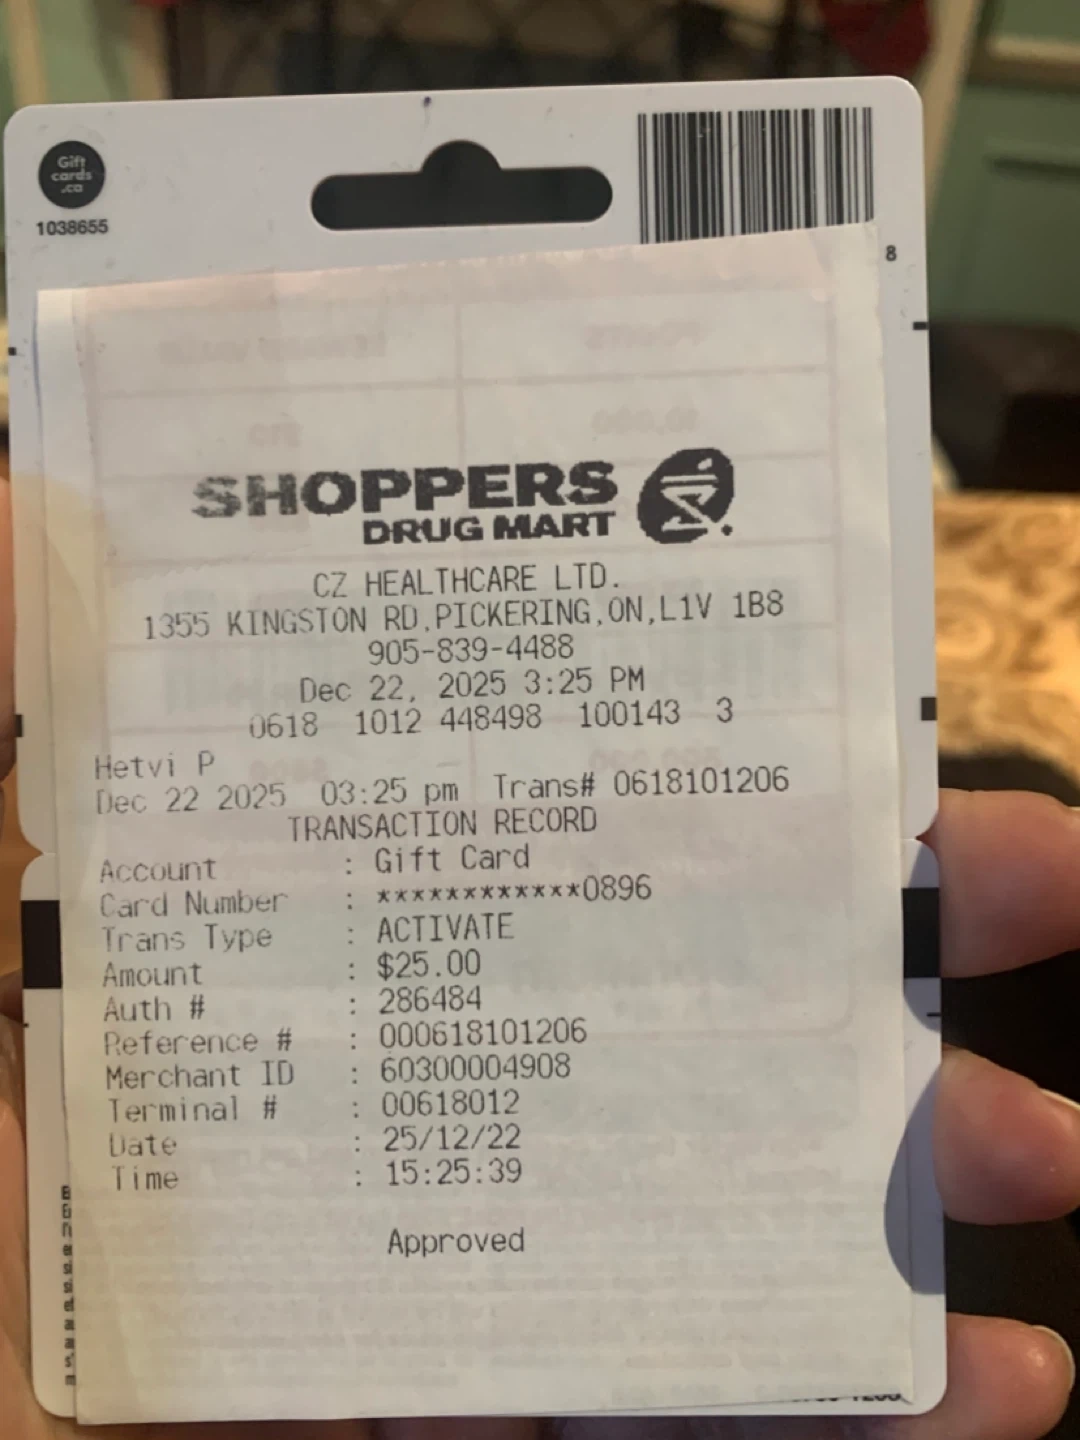 Gift
cards
.ca
1038655
8
SHOPPERS
DRUG MART
CZ HEALTHCARE LTD.
1355 KINGSTON RD,PICKERING,ON,L1V 1B8
905-839-4488
Dec 22, 2025 3:25 PM
0618 1012 448498 100143 3
Hetvi P
Dec 22 2025 03:25 pm Trans# 0618101206
TRANSACTION RECORD
Account : Gift Card
Card Number : ************0896
Trans Type : ACTIVATE
Amount : $25.00
Auth # : 286484
Reference # : 000618101206
Merchant ID : 60300004908
Terminal # : 00618012
Date : 25/12/22
Time : 15:25:39
Approved